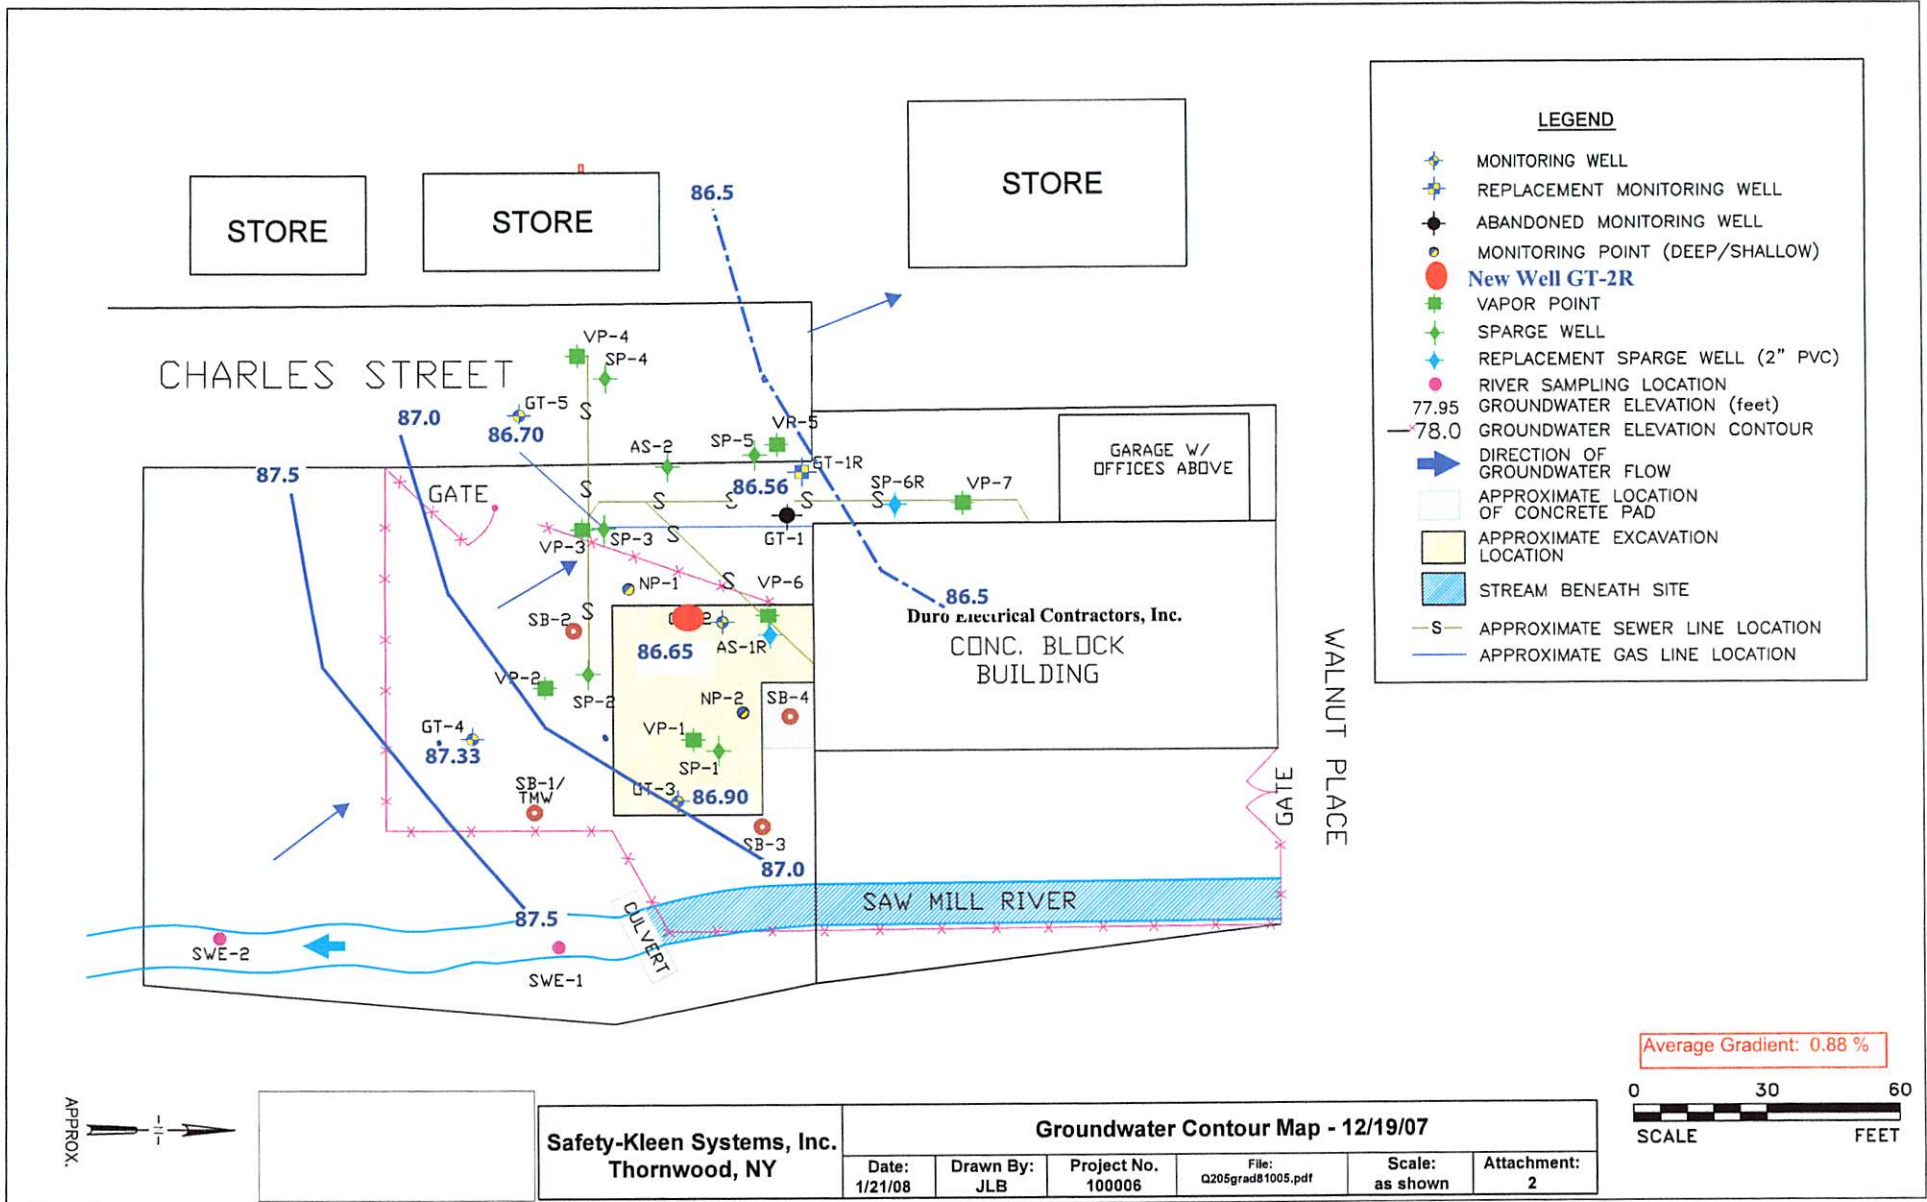 STORE
STORE
STORE
86.5
LEGEND
MONITORING WELL
REPLACEMENT MONITORING WELL
ABANDONED MONITORING WELL
MONITORING POINT (DEEP/SHALLOW)
New Well GT-2R
VAPOR POINT
SPARGE WELL
REPLACEMENT SPARGE WELL (2" PVC)
RIVER SAMPLING LOCATION
77.95 GROUNDWATER ELEVATION (feet)
78.0 GROUNDWATER ELEVATION CONTOUR
DIRECTION OF
GROUNDWATER FLOW
APPROXIMATE LOCATION
OF CONCRETE PAD
APPROXIMATE EXCAVATION
LOCATION
STREAM BENEATH SITE
S APPROXIMATE SEWER LINE LOCATION
APPROXIMATE GAS LINE LOCATION
CHARLES STREET
VP-4
SP-4
GT-5
86.70
87.0
87.5
S
AS-2
SP-5
VR-5
GT-1R
86.56
SP-6R
VP-7
GARAGE W/
OFFICES ABOVE
GATE
S
S
S
S
S
VP-3
SP-3
S
GT-1
NP-1
S
VP-6
SB-2
S
86.65
AS-1R
86.5
Duro Electrical Contractors, Inc.
CONC. BLOCK
BUILDING
VP-2
SP-2
NP-2
SB-4
GT-4
87.33
VP-1
SP-1
SB-1/
TMW
GT-3
86.90
SB-3
87.0
87.5
WALNUT PLACE
GATE
CULVERT
SAW MILL RIVER
SWE-2
SWE-1
Average Gradient: 0.88 %
0 30 60
SCALE FEET
APPROX.
Safety-Kleen Systems, Inc.
Thornwood, NY
Groundwater Contour Map - 12/19/07
Date:
1/21/08
Drawn By:
JLB
Project No.
100006
File:
Q205grad81005.pdf
Scale:
as shown
Attachment:
2